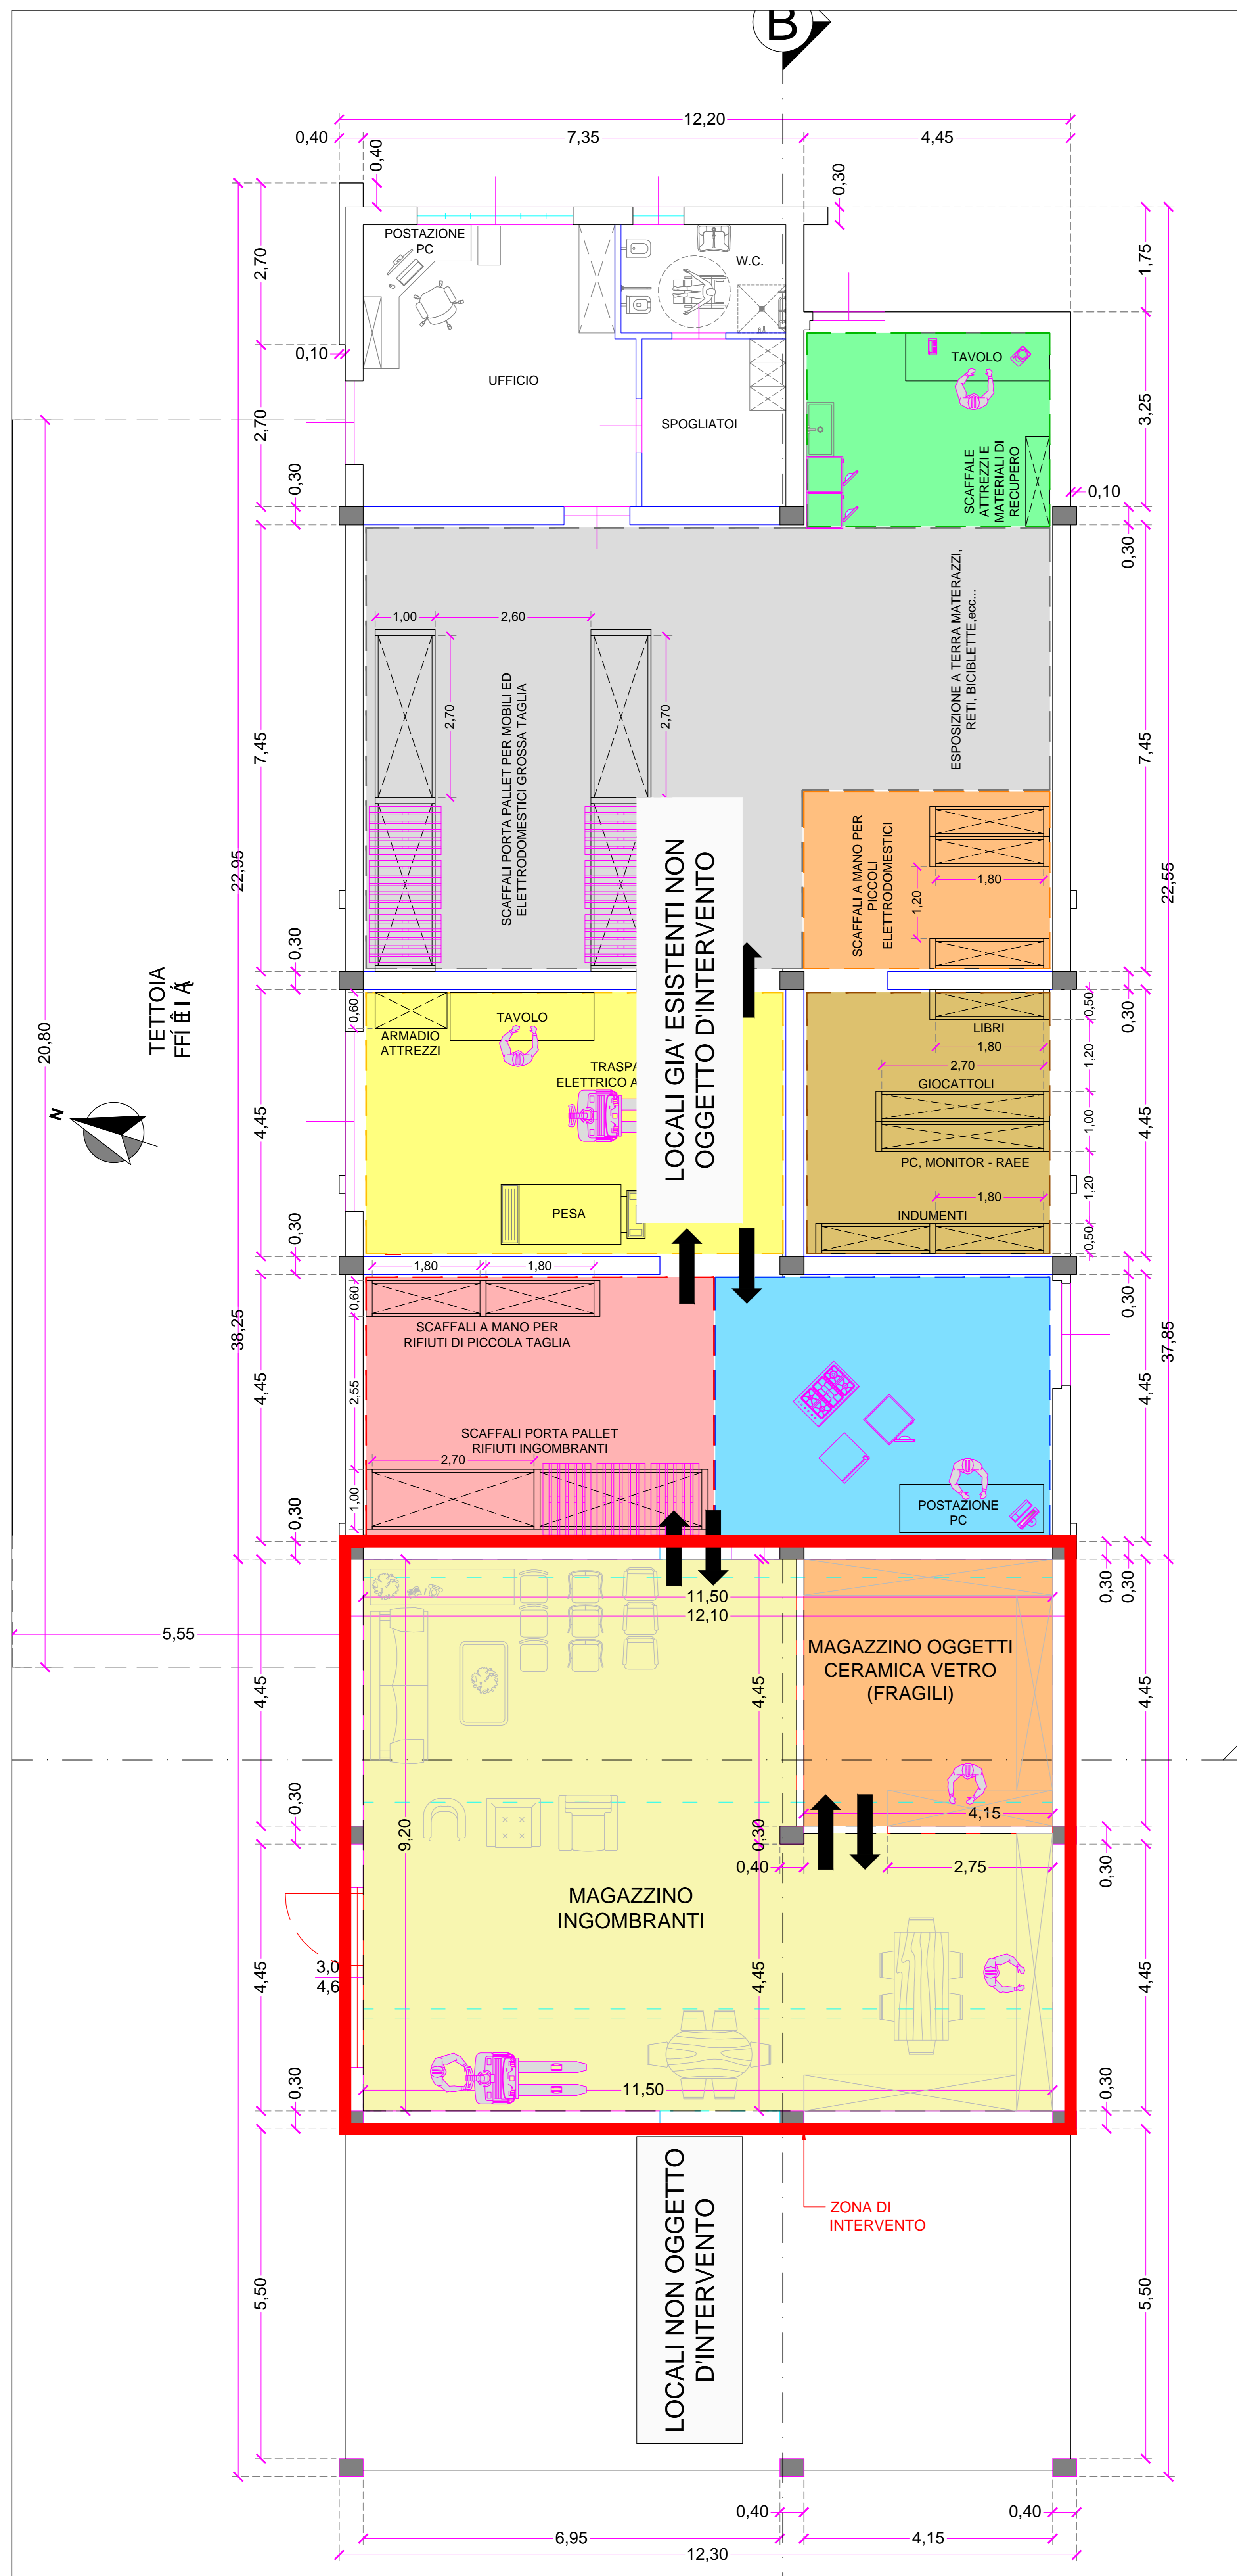 B
12,20
0,40
7,35
4,45
0,40
0,30
POSTAZIONE
PC
W.C.
2,70
1,75
0,10
TAVOLO
UFFICIO
SPOGLIATOI
2,70
3,25
SCAFFALE
ATTREZZI E
MATERIALI DI
RECUPERO
0,30
0,10
0,30
1,00
2,60
ESPOSIZIONE A TERRA MATERAZZI,
RETI, BICIBLETTE,ecc...
SCAFFALI PORTA PALLET PER MOBILI ED
ELETTRODOMESTICI GROSSA TAGLIA
2,70
2,70
7,45
7,45
22,95
22,55
SCAFFALI A MANO PER
PICCOLI
ELETTRODOMESTICI
1,80
1,20
LOCALI GIA' ESISTENTI NON
OGGETTO D'INTERVENTO
0,30
0,30
TETTOIA
20,80
N
0,60
ARMADIO
ATTREZZI
TAVOLO
TRASPA
ELETTRICO A
PESA
4,45
LIBRI
1,80
2,70
GIOCATTOLI
PC, MONITOR - RAEE
1,80
INDUMENTI
0,50
1,20
1,00
1,20
0,50
4,45
0,30
0,30
1,80
1,80
0,60
SCAFFALI A MANO PER
RIFIUTI DI PICCOLA TAGLIA
38,25
37,85
2,55
4,45
4,45
SCAFFALI PORTA PALLET
RIFIUTI INGOMBRANTI
2,70
1,00
POSTAZIONE
PC
0,30
0,30
0,30
11,50
12,10
5,55
MAGAZZINO OGGETTI
CERAMICA VETRO
(FRAGILI)
4,45
4,45
4,45
0,30
9,20
0,30
4,15
0,40
2,75
0,30
MAGAZZINO
INGOMBRANTI
3,0
4,6
4,45
4,45
4,45
0,30
11,50
0,30
LOCALI NON OGGETTO
D'INTERVENTO
ZONA DI
INTERVENTO
5,50
5,50
0,40
0,40
6,95
4,15
12,30